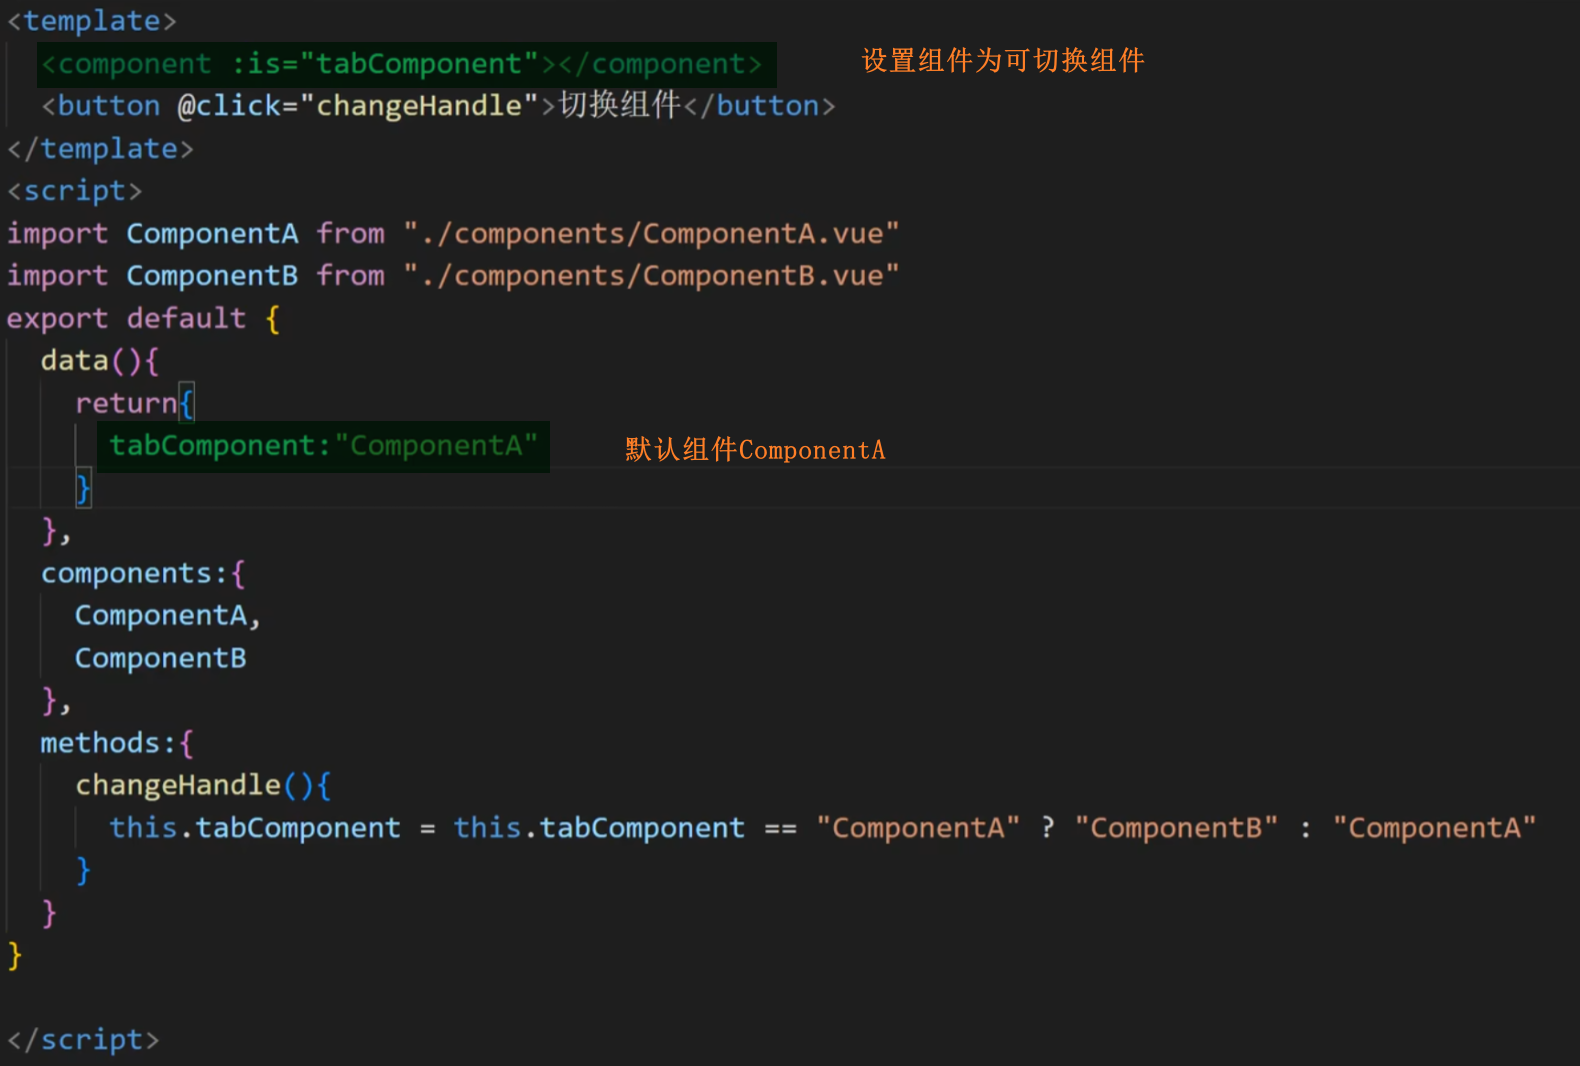 <template>
<component :is="tabComponent"></component>
设置组件为可切换组件
<button @click="changeHandle">切换组件</button>
</template>
<script>
import ComponentA from "./components/ComponentA.vue"
import ComponentB from "./components/ComponentB.vue"
export default {
data(){
return{
tabComponent:"ComponentA"
默认组件ComponentA
}
},
components:{
ComponentA,
ComponentB
},
methods:{
changeHandle(){
this.tabComponent = this.tabComponent == "ComponentA" ? "ComponentB" : "ComponentA"
}
}
}
</script>